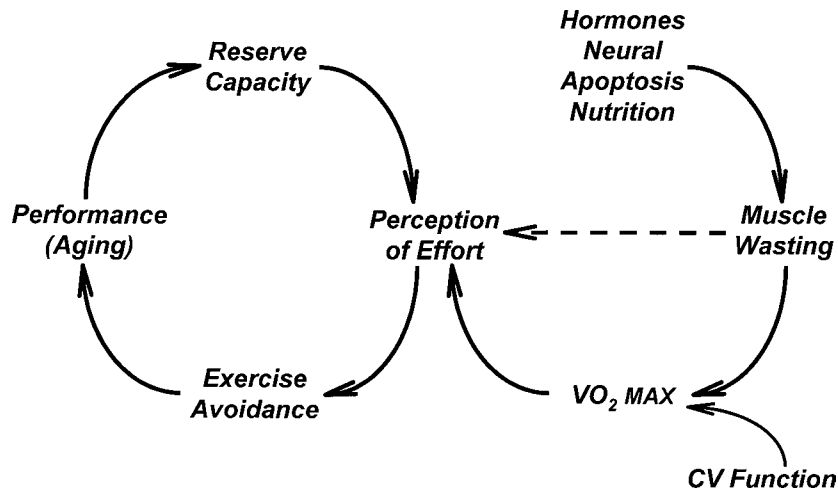 Hormones
Neural
Apoptosis
Nutrition
Reserve
Capacity
Performance
(Aging)
Perception
of Effort
Muscle
Wasting
Exercise
Avoidance
VO₂ MAX
CV Function